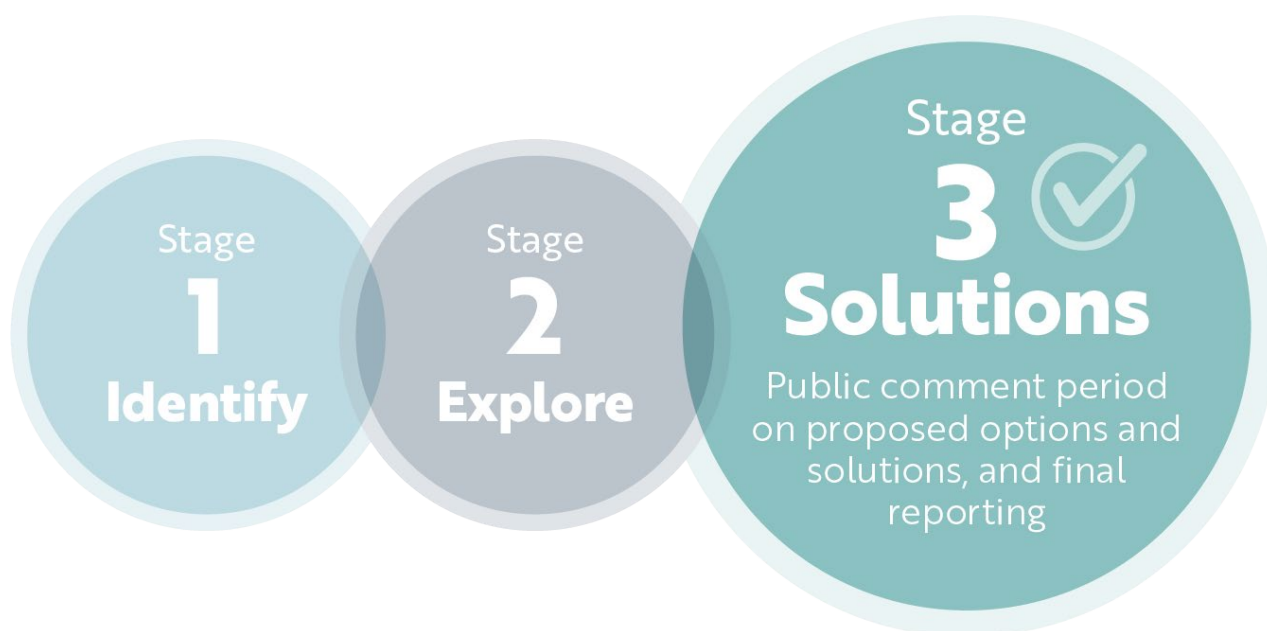 Stage
1
Identify
Stage
2
Explore
Stage
3
Solutions
Public comment period
on proposed options and
solutions, and final
reporting